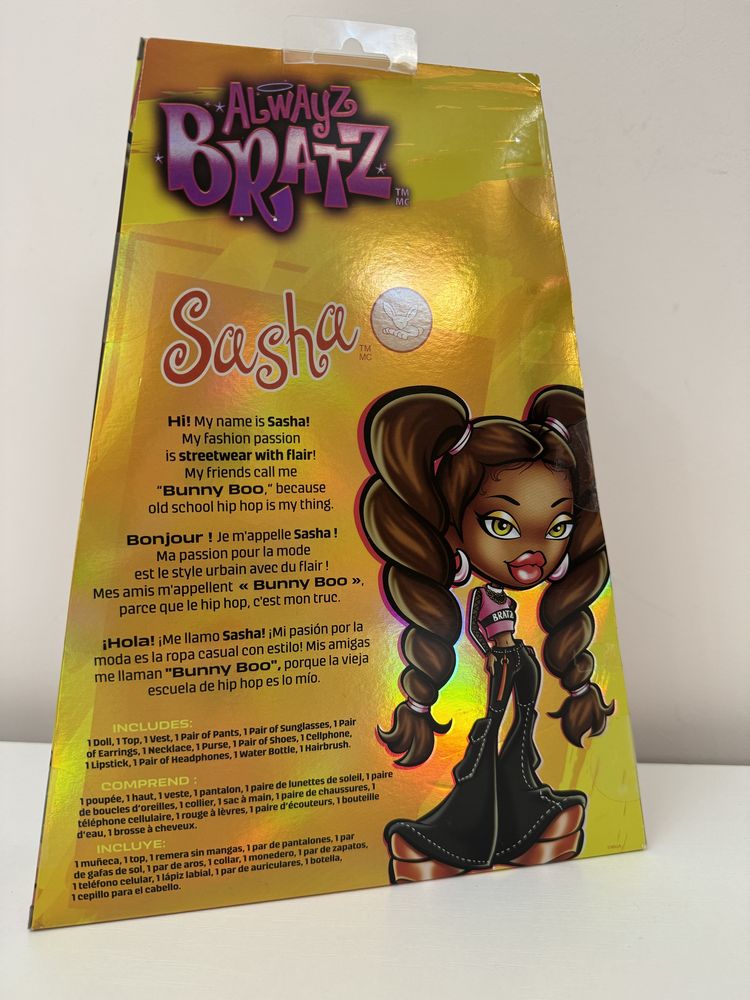 ALWAYZ
BRATZ
TM
MC
Sasha
TM
MC
Hi! My name is Sasha!
My fashion passion
is streetwear with flair!
My friends call me
"Bunny Boo," because
old school hip hop is my thing.
Bonjour ! Je m'appelle Sasha !
Ma passion pour la mode
est le style urbain avec du flair !
Mes amis m'appellent « Bunny Boo »,
parce que le hip hop, c'est mon truc.
¡Hola! ¡Me llamo Sasha! ¡Mi pasión por la
moda es la ropa casual con estilo! Mis amigas
me llaman "Bunny Boo", porque la vieja
escuela de hip hop es lo mío.
BRATZ
INCLUDES:
1 Doll, 1 Top, 1 Vest, 1 Pair of Pants, 1 Pair of Sunglasses, 1 Pair
of Earrings, 1 Necklace, 1 Purse, 1 Pair of Shoes, 1 Cellphone,
1 Lipstick, 1 Pair of Headphones, 1 Water Bottle, 1 Hairbrush.
COMPREND :
1 poupée, 1 haut, 1 veste, 1 pantalon, 1 paire de lunettes de soleil, 1 paire
de boucles d'oreilles, 1 collier, 1 sac à main, 1 paire de chaussures, 1
téléphone cellulaire, 1 rouge à lèvres, 1 paire d'écouteurs, 1 bouteille
d'eau, 1 brosse à cheveux.
INCLUYE:
1 muñeca, 1 top, 1 remera sin mangas, 1 par de pantalones, 1 par
de gafas de sol, 1 par de aros, 1 collar, 1 monedero, 1 par de zapatos,
1 teléfono celular, 1 lápiz labial, 1 par de auriculares, 1 botella,
1 cepillo para el cabello.